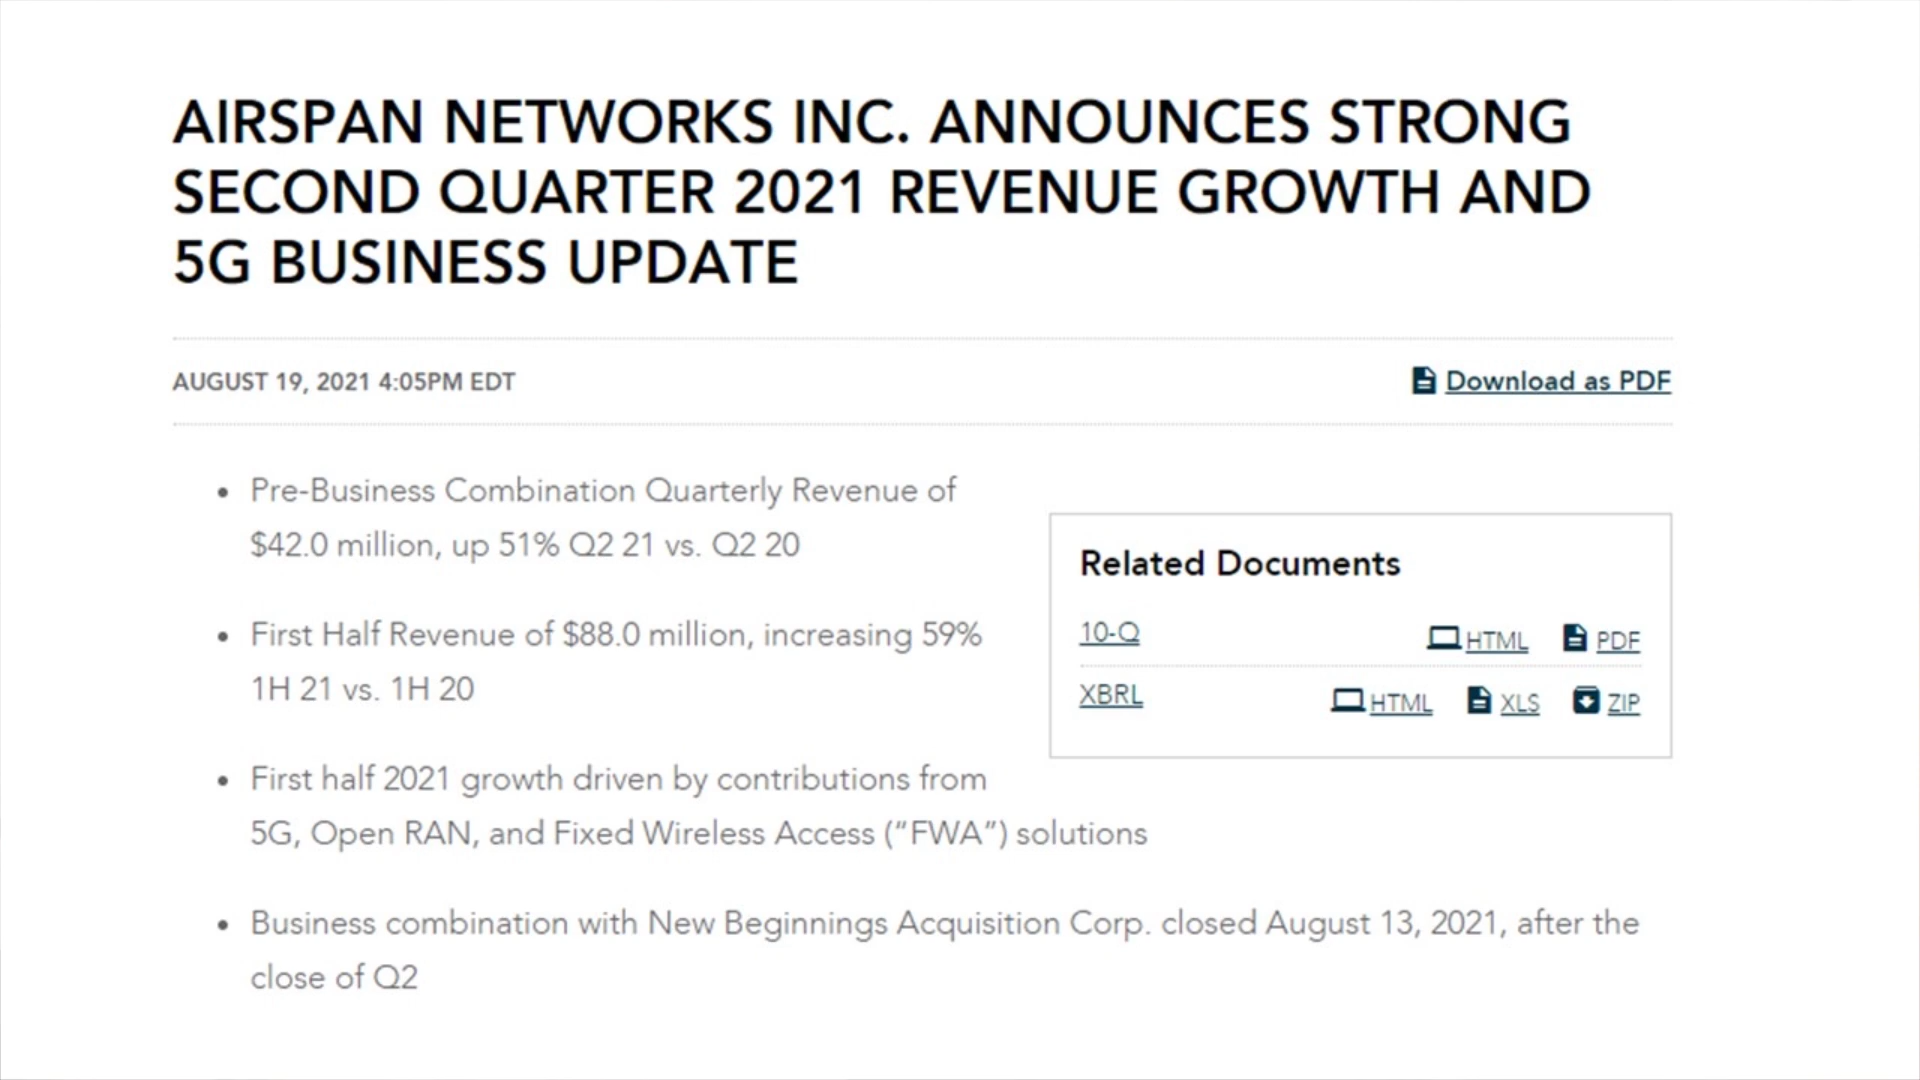 AIRSPAN NETWORKS INC. ANNOUNCES STRONG
SECOND QUARTER 2021 REVENUE GROWTH AND
5G BUSINESS UPDATE
AUGUST 19, 2021 4:05PM EDT
Download as PDF
• Pre-Business Combination Quarterly Revenue of
$42.0 million, up 51% Q2 21 vs. Q2 20
• First Half Revenue of $88.0 million, increasing 59%
1H 21 vs. 1H 20
• First half 2021 growth driven by contributions from
5G, Open RAN, and Fixed Wireless Access (“FWA”) solutions
• Business combination with New Beginnings Acquisition Corp. closed August 13, 2021, after the
close of Q2
Related Documents
10-Q HTML PDF
XBRL HTML XLS ZIP